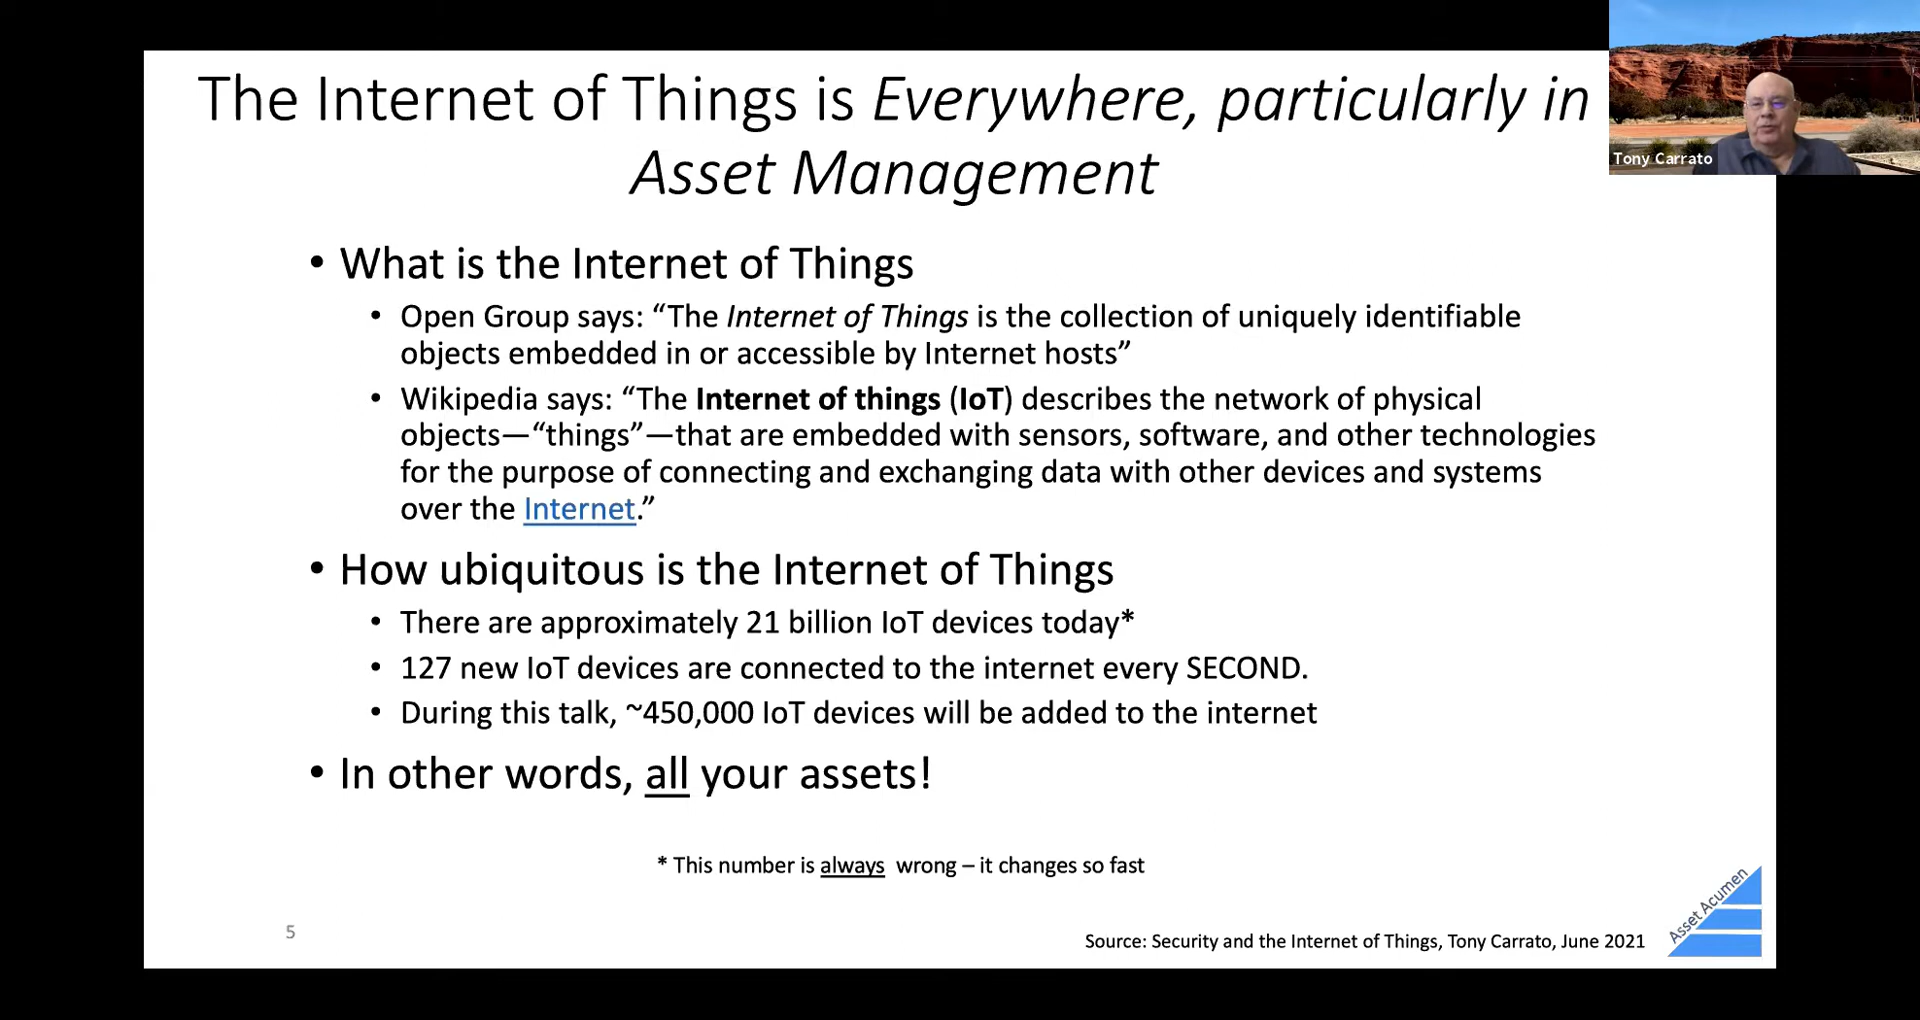 The Internet of Things is Everywhere, particularly in
Asset Management
Tony Carrato
• What is the Internet of Things
• Open Group says: “The Internet of Things is the collection of uniquely identifiable
objects embedded in or accessible by Internet hosts”
• Wikipedia says: “The Internet of things (IoT) describes the network of physical
objects—“things”—that are embedded with sensors, software, and other technologies
for the purpose of connecting and exchanging data with other devices and systems
over the Internet.”
• How ubiquitous is the Internet of Things
• There are approximately 21 billion IoT devices today*
• 127 new IoT devices are connected to the internet every SECOND.
• During this talk, ~450,000 IoT devices will be added to the internet
• In other words, all your assets!
* This number is always wrong – it changes so fast
5
Source: Security and the Internet of Things, Tony Carrato, June 2021
Asset Acumen